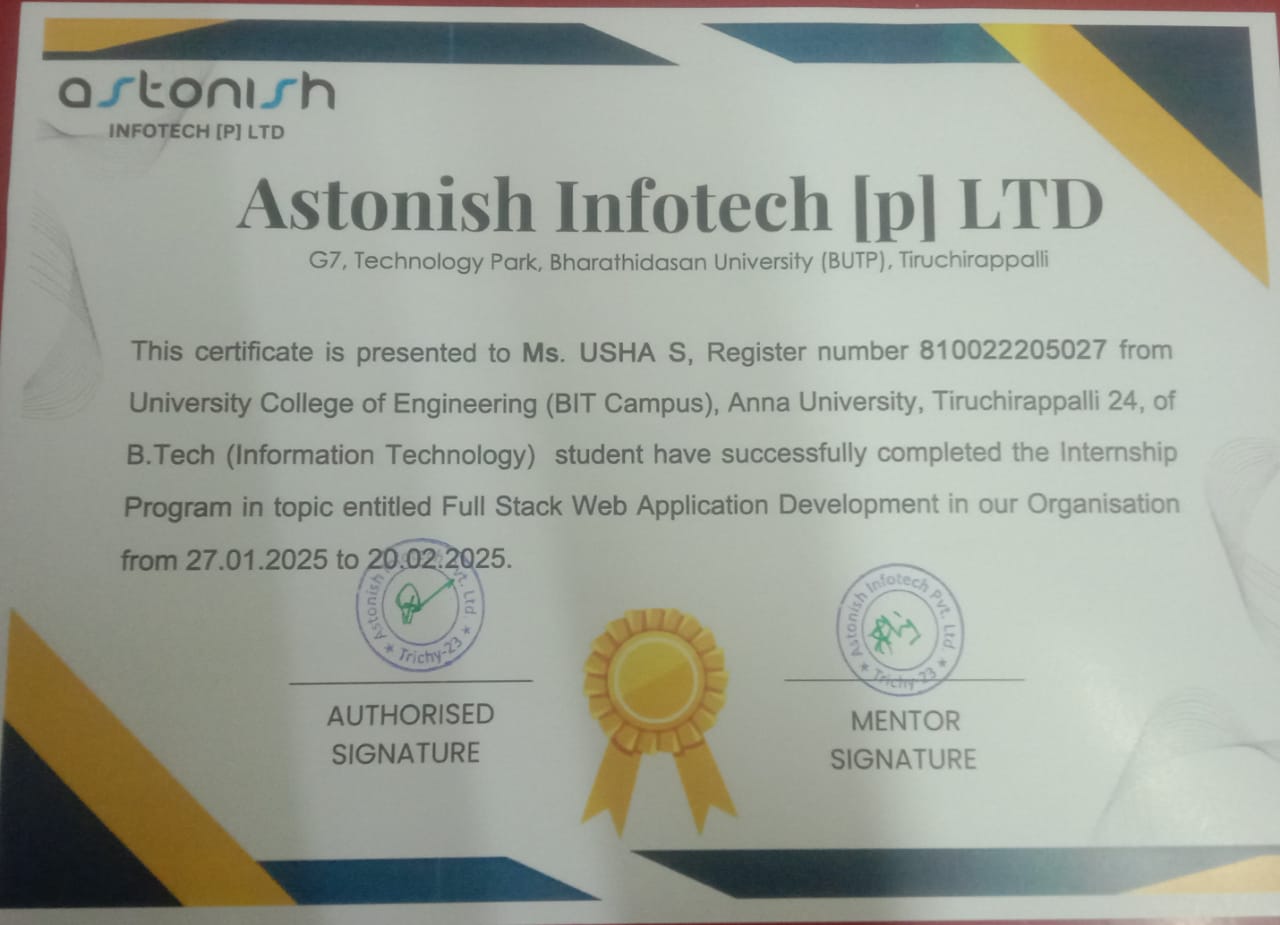 astonish
INFOTECH [P] LTD
Astonish Infotech [p] LTD
G7, Technology Park, Bharathidasan University (BUTP), Tiruchirappalli
This certificate is presented to Ms. USHA S, Register number 810022205027 from
University College of Engineering (BIT Campus), Anna University, Tiruchirappalli 24, of
B.Tech (Information Technology) student have successfully completed the Internship
Program in topic entitled Full Stack Web Application Development in our Organisation
from 27.01.2025 to 20.02.2025.
Astonish Pvt. Ltd. ★ Trichy-23 ★
Astonish Infotech Pvt. Ltd. ★ Trichy-23 ★
AUTHORISED
SIGNATURE
MENTOR
SIGNATURE